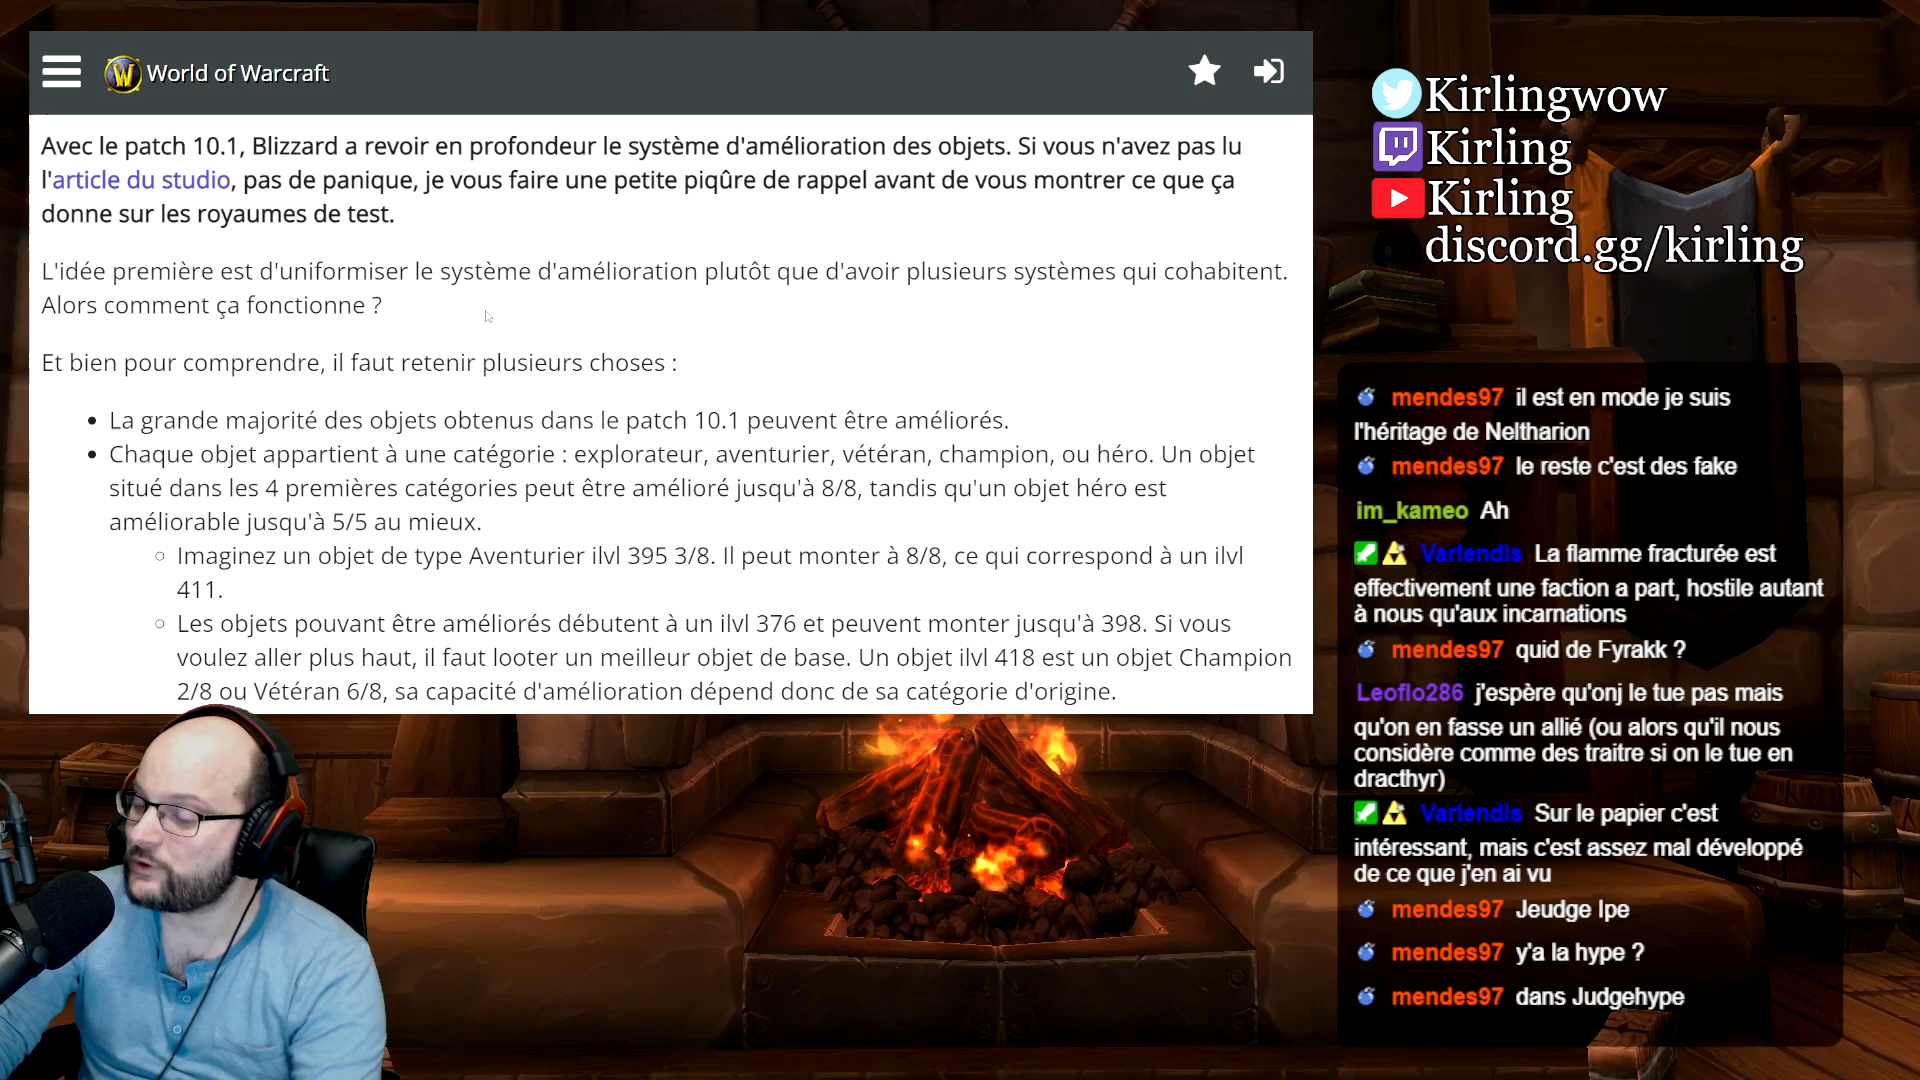 World of Warcraft
Avec le patch 10.1, Blizzard a revoir en profondeur le système d'amélioration des objets. Si vous n'avez pas lu
l'article du studio, pas de panique, je vous faire une petite piqûre de rappel avant de vous montrer ce que ça
donne sur les royaumes de test.
L'idée première est d'uniformiser le système d'amélioration plutôt que d'avoir plusieurs systèmes qui cohabitent.
Alors comment ça fonctionne ?
Et bien pour comprendre, il faut retenir plusieurs choses :
• La grande majorité des objets obtenus dans le patch 10.1 peuvent être améliorés.
• Chaque objet appartient à une catégorie : explorateur, aventurier, vétéran, champion, ou héro. Un objet
situé dans les 4 premières catégories peut être amélioré jusqu'à 8/8, tandis qu'un objet héro est
améliorable jusqu'à 5/5 au mieux.
○ Imaginez un objet de type Aventurier ilvl 395 3/8. Il peut monter à 8/8, ce qui correspond à un ilvl
411.
○ Les objets pouvant être améliorés débutent à un ilvl 376 et peuvent monter jusqu'à 398. Si vous
voulez aller plus haut, il faut looter un meilleur objet de base. Un objet ilvl 418 est un objet Champion
2/8 ou Vétéran 6/8, sa capacité d'amélioration dépend donc de sa catégorie d'origine.
Kirlingwow
Kirling
Kirling
discord.gg/kirling
mendes97 il est en mode je suis
l'héritage de Neltharion
mendes97 le reste c'est des fake
im_kameo Ah
Varlendis La flamme fracturée est
effectivement une faction a part, hostile autant
à nous qu'aux incarnations
mendes97 quid de Fyrakk ?
Leoflo286 j'espère qu'onj le tue pas mais
qu'on en fasse un allié (ou alors qu'il nous
considère comme des traitre si on le tue en
dracthyr)
Varlendis Sur le papier c'est
intéressant, mais c'est assez mal développé
de ce que j'en ai vu
mendes97 Jeudge Ipe
mendes97 y'a la hype ?
mendes97 dans Judgehype